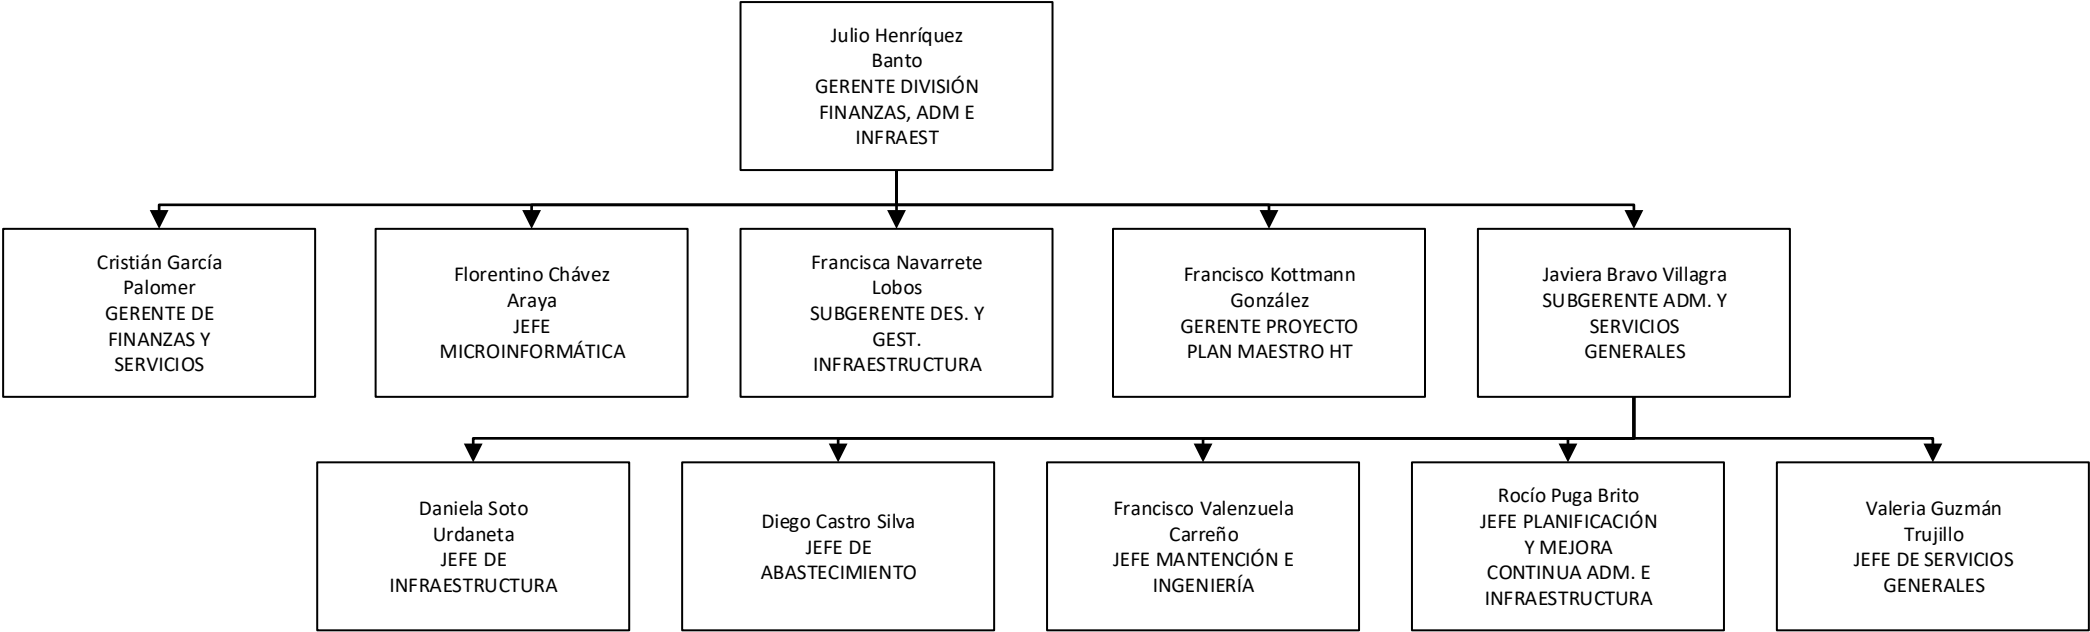 Julio Henríquez
Banto
GERENTE DIVISIÓN
FINANZAS, ADM E
INFRAEST
Cristián García
Palomer
GERENTE DE
FINANZAS Y
SERVICIOS
Florentino Chávez
Araya
JEFE
MICROINFORMÁTICA
Francisca Navarrete
Lobos
SUBGERENTE DES. Y
GEST.
INFRAESTRUCTURA
Francisco Kottmann
González
GERENTE PROYECTO
PLAN MAESTRO HT
Javiera Bravo Villagra
SUBGERENTE ADM. Y
SERVICIOS
GENERALES
Daniela Soto
Urdaneta
JEFE DE
INFRAESTRUCTURA
Diego Castro Silva
JEFE DE
ABASTECIMIENTO
Francisco Valenzuela
Carreño
JEFE MANTENCIÓN E
INGENIERÍA
Rocío Puga Brito
JEFE PLANIFICACIÓN
Y MEJORA
CONTINUA ADM. E
INFRAESTRUCTURA
Valeria Guzmán
Trujillo
JEFE DE SERVICIOS
GENERALES